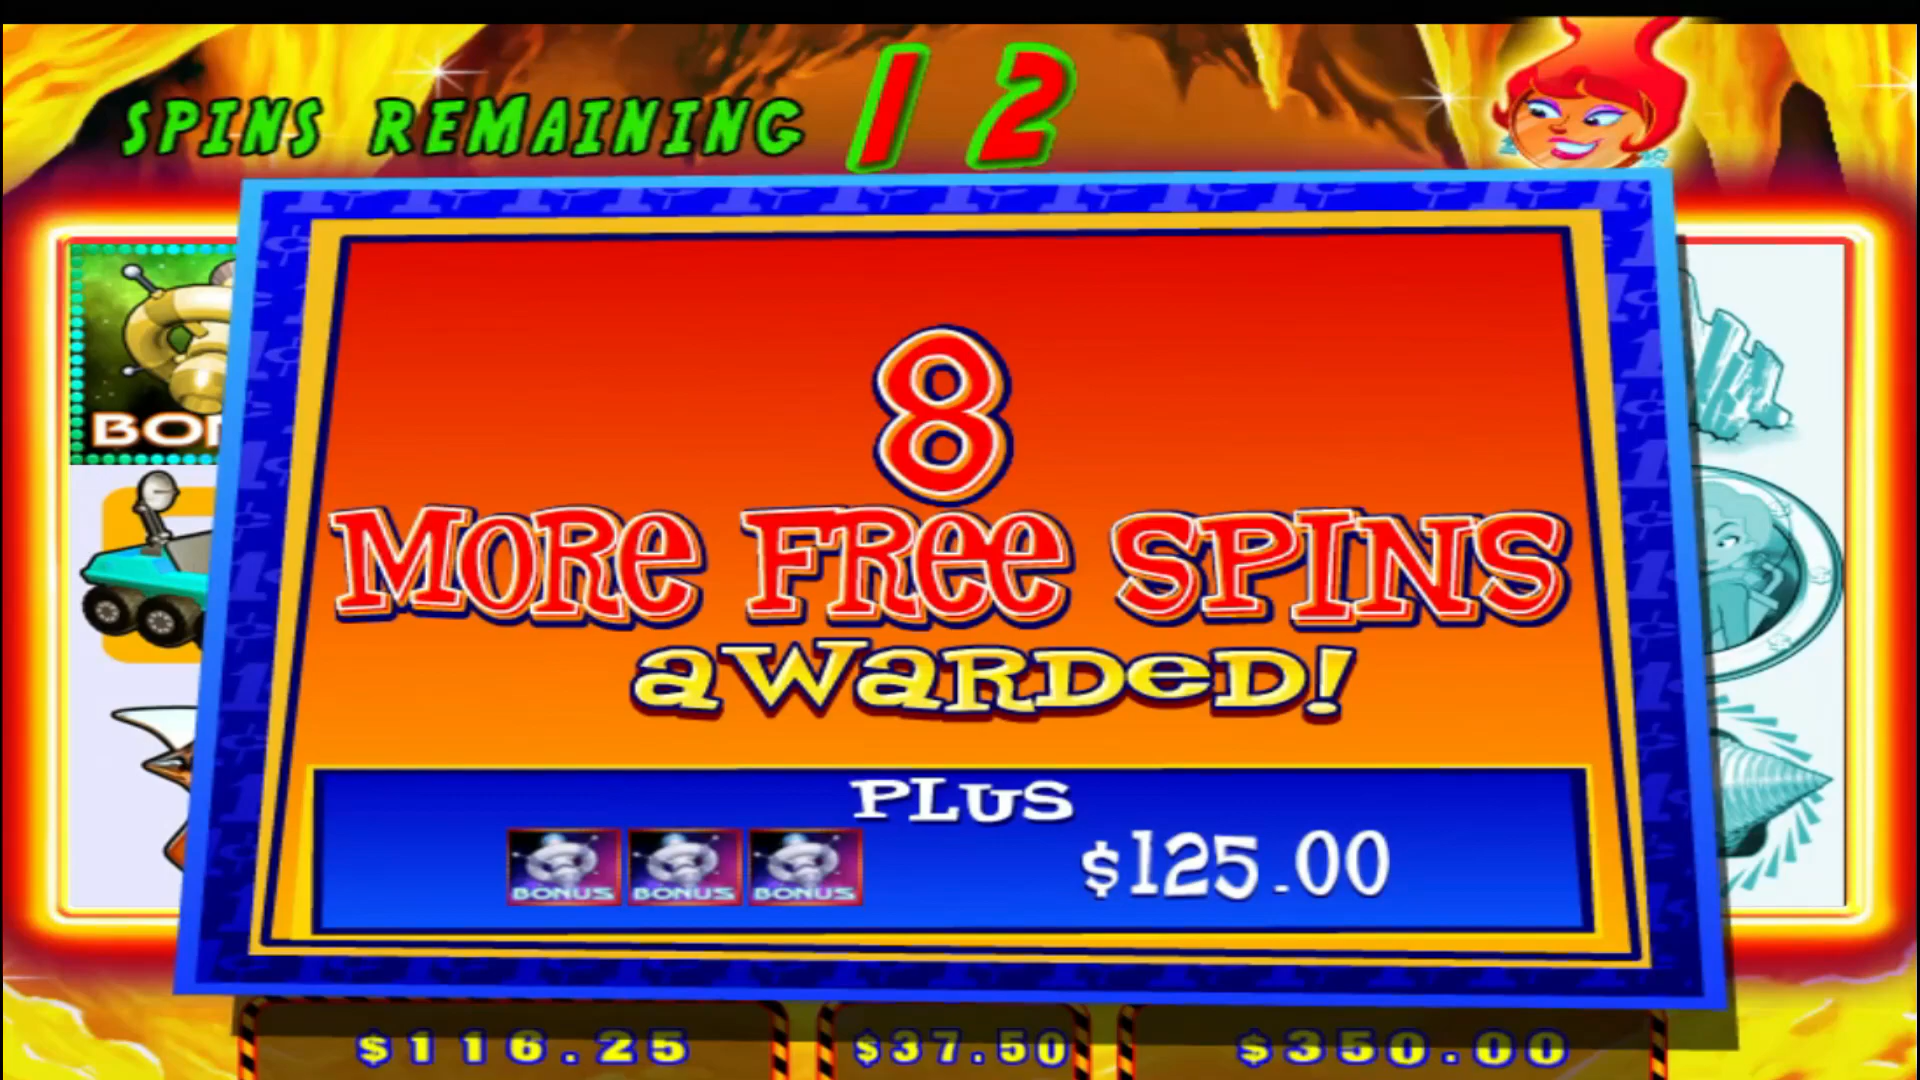 SPINS REMAINING 12
8
MORE FREE SPINS
AWARDED!
PLUS
BONUS BONUS BONUS $125.00
$116.25 $37.50 $350.00